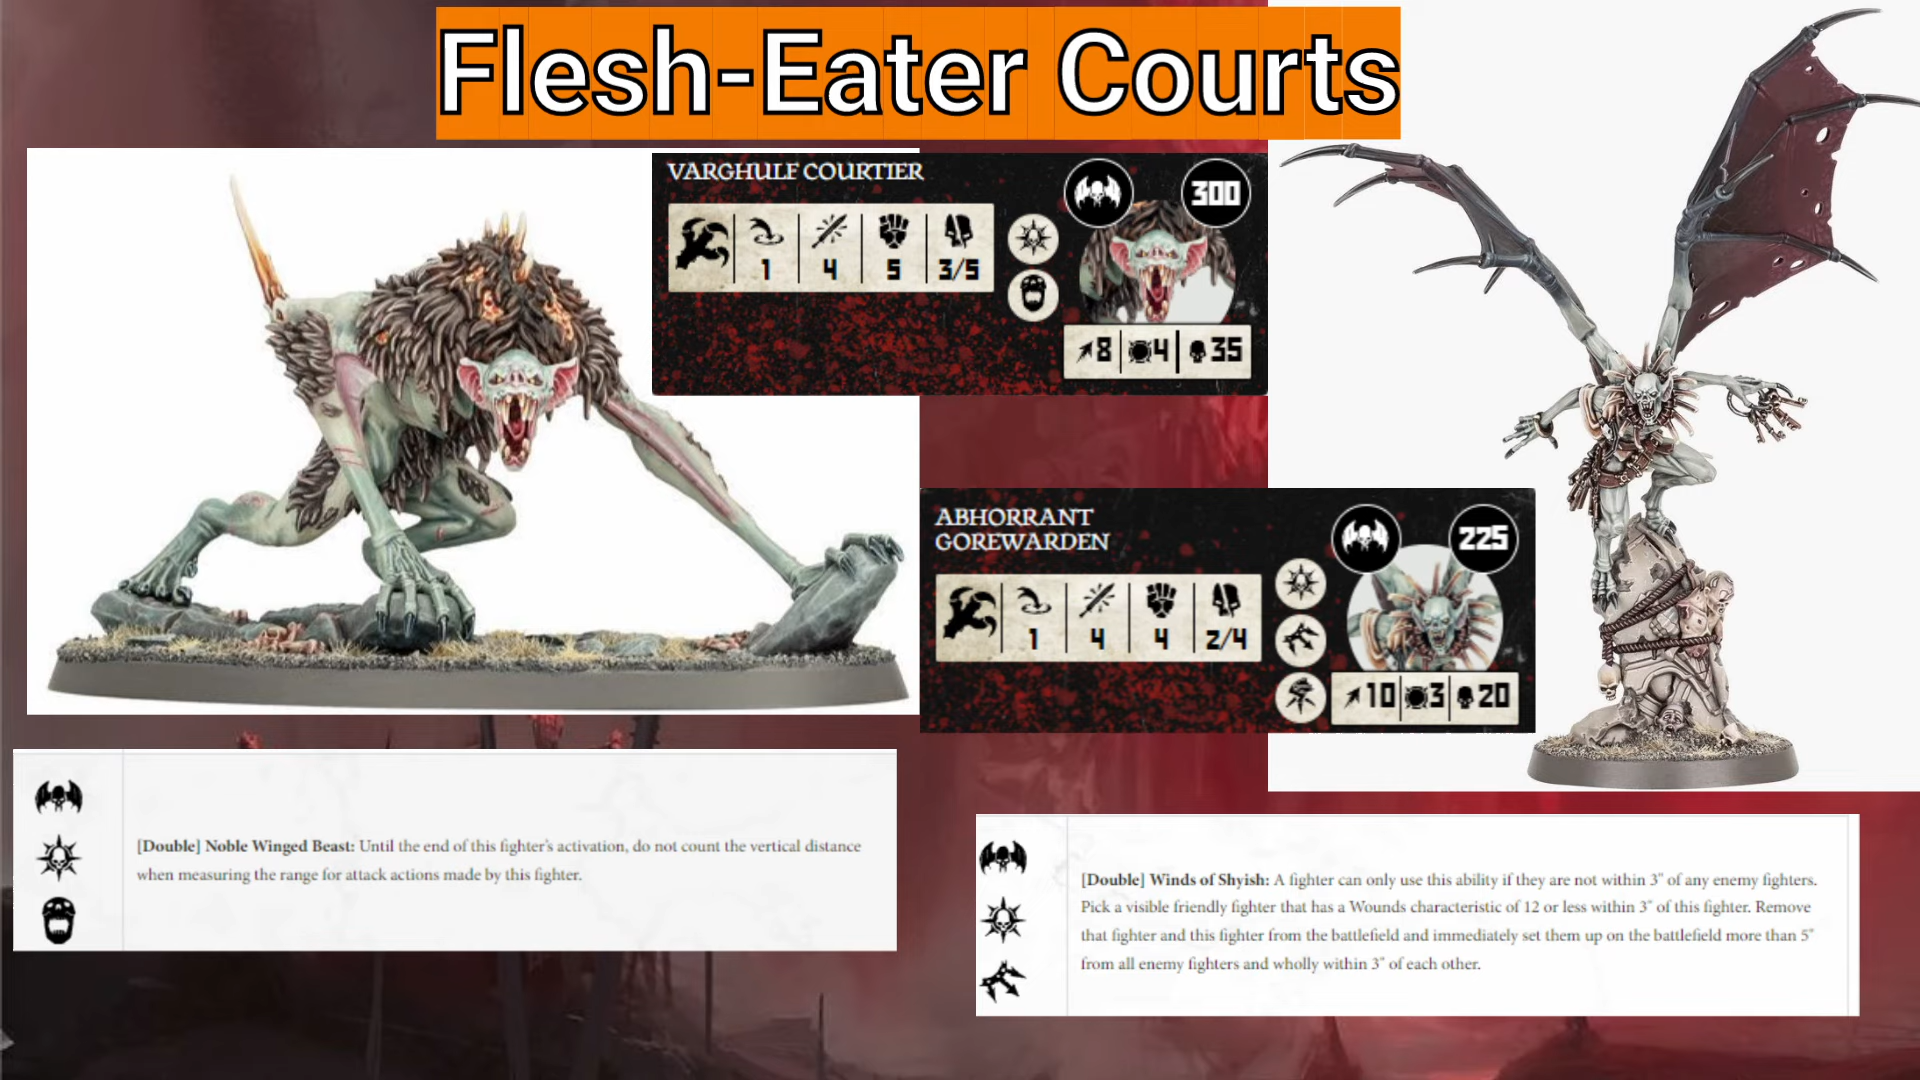 Flesh-Eater Courts
VARGHULF COURTIER
300
1 4 5 3/5
8 4 35
ABHORRANT
GOREWARDEN
225
1 4 4 2/4
10 3 20
[Double] Noble Winged Beast: Until the end of this fighter's activation, do not count the vertical distance
when measuring the range for attack actions made by this fighter.
[Double] Winds of Shyish: A fighter can only use this ability if they are not within 3" of any enemy fighters.
Pick a visible friendly fighter that has a Wounds characteristic of 12 or less within 3" of this fighter. Remove
that fighter and this fighter from the battlefield and immediately set them up on the battlefield more than 5"
from all enemy fighters and wholly within 3" of each other.